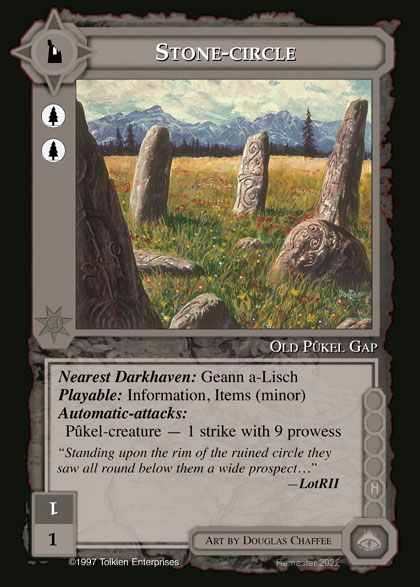 Stone-circle
Old Pûkel Gap
Nearest Darkhaven: Geann a-Lisch
Playable: Information, Items (minor)
Automatic-attacks:
Pûkel-creature — 1 strike with 9 prowess
“Standing upon the rim of the ruined circle they
saw all round below them a wide prospect…”
—LotRII
H
1
1
Art by Douglas Chaffee
©1997 Tolkien Enterprises
Remaster 2022